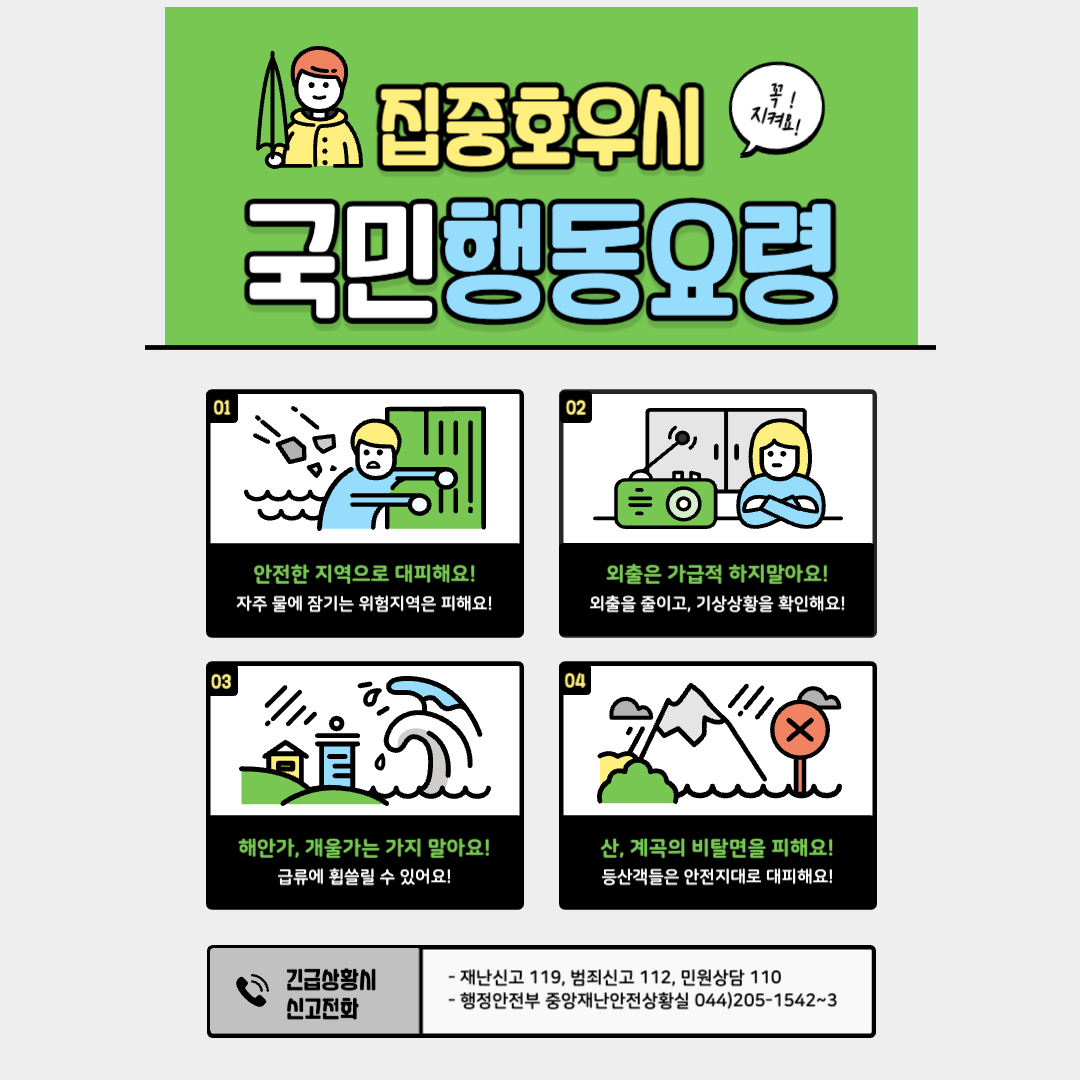 집중호우시
꼭!
지켜요!
국민행동요령
01
안전한 지역으로 대피해요!
자주 물에 잠기는 위험지역은 피해요!
02
외출은 가급적 하지말아요!
외출을 줄이고, 기상상황을 확인해요!
03
해안가, 개울가는 가지 말아요!
급류에 휩쓸릴 수 있어요!
04
산, 계곡의 비탈면을 피해요!
등산객들은 안전지대로 대피해요!
긴급상황시
신고전화
- 재난신고 119, 범죄신고 112, 민원상담 110
- 행정안전부 중앙재난안전상황실 044)205-1542~3